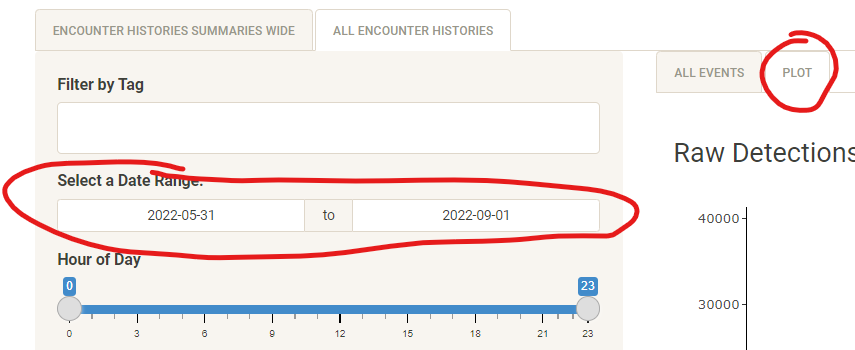 ENCOUNTER HISTORIES SUMMARIES WIDE
ALL ENCOUNTER HISTORIES
Filter by Tag
Select a Date Range:
2022-05-31 to 2022-09-01
Hour of Day
0 23
0 3 6 9 12 15 18 21 23
ALL EVENTS PLOT
Raw Detections
40000
30000